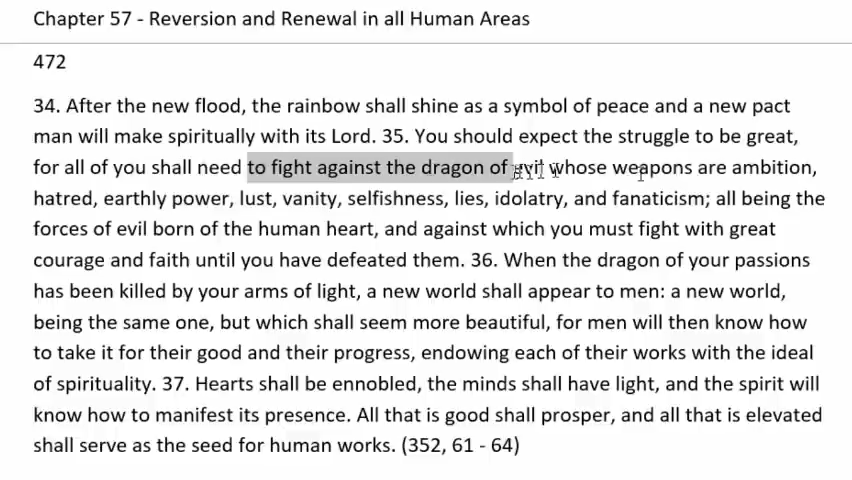 Chapter 57 - Reversion and Renewal in all Human Areas
472
34. After the new flood, the rainbow shall shine as a symbol of peace and a new pact
man will make spiritually with its Lord. 35. You should expect the struggle to be great,
for all of you shall need to fight against the dragon of evil whose weapons are ambition,
hatred, earthly power, lust, vanity, selfishness, lies, idolatry, and fanaticism; all being the
forces of evil born of the human heart, and against which you must fight with great
courage and faith until you have defeated them. 36. When the dragon of your passions
has been killed by your arms of light, a new world shall appear to men: a new world,
being the same one, but which shall seem more beautiful, for men will then know how
to take it for their good and their progress, endowing each of their works with the ideal
of spirituality. 37. Hearts shall be ennobled, the minds shall have light, and the spirit will
know how to manifest its presence. All that is good shall prosper, and all that is elevated
shall serve as the seed for human works. (352, 61 - 64)